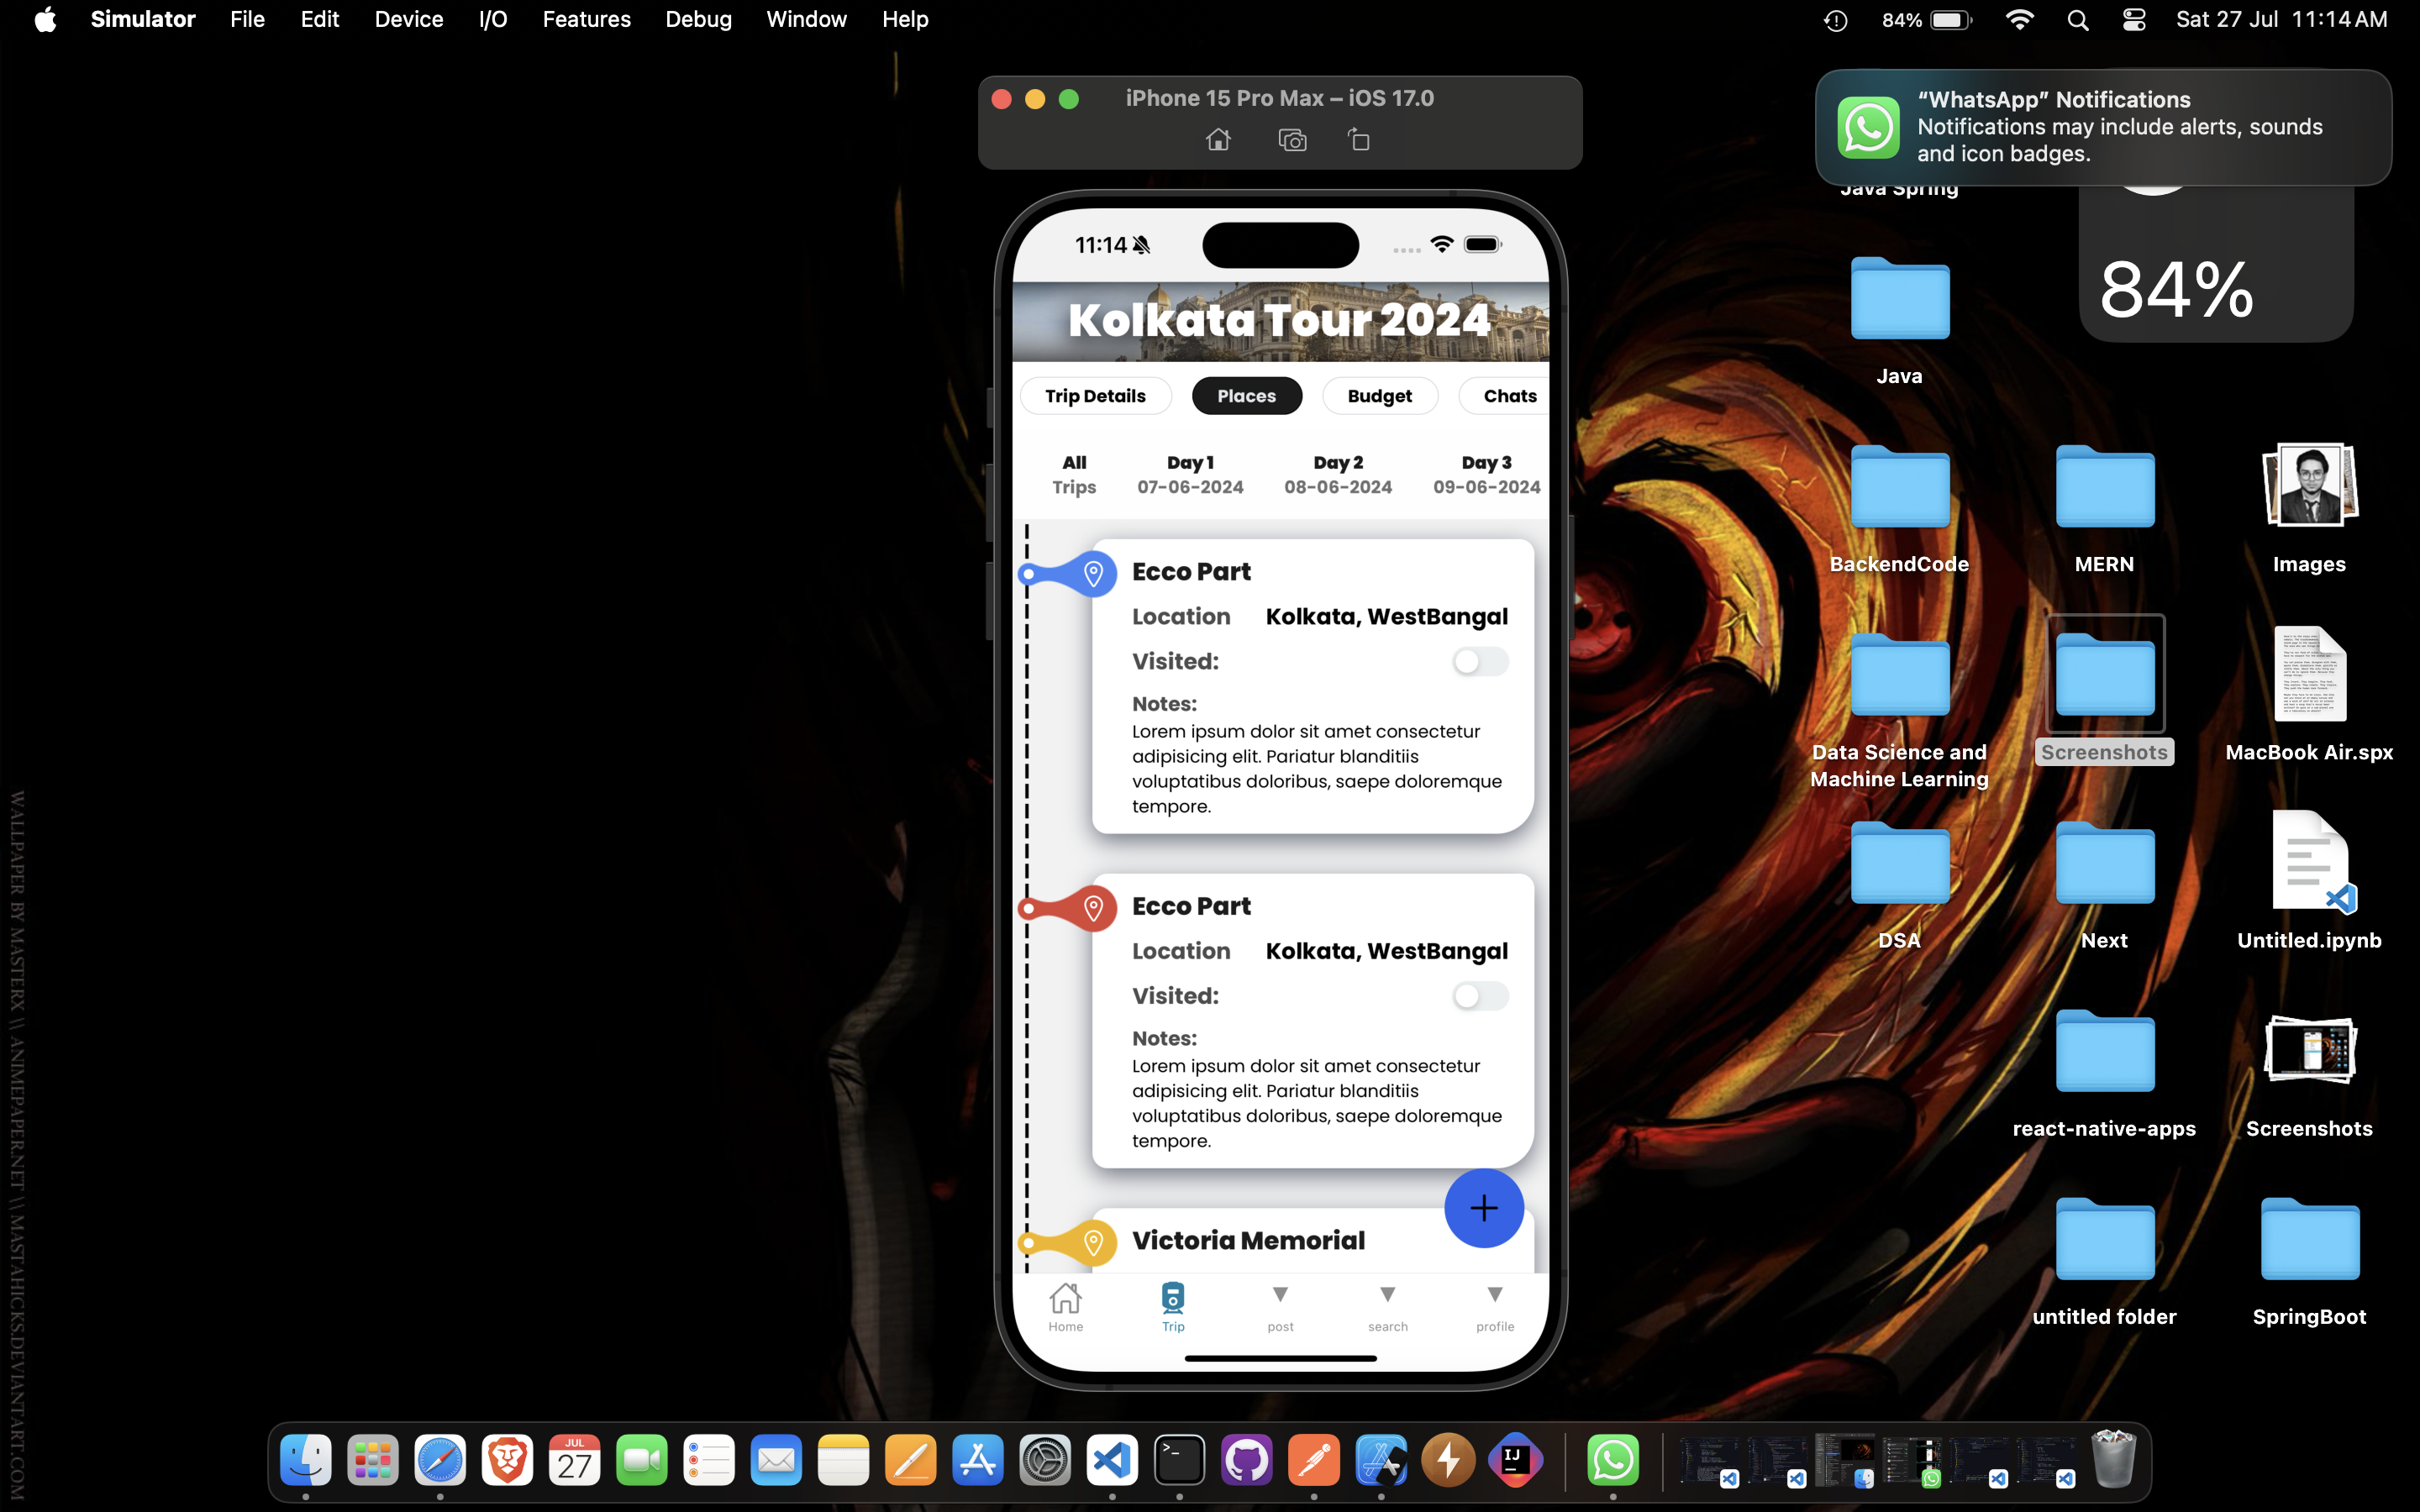 Simulator File Edit Device I/O Features Debug Window Help
84% Sat 27 Jul 11:14 AM
iPhone 15 Pro Max – iOS 17.0
“WhatsApp” Notifications
Notifications may include alerts, sounds
and icon badges.
Java Spring
84%
11:14
Kolkata Tour 2024
Trip Details Places Budget Chats
All Day 1 Day 2 Day 3
Trips 07-06-2024 08-06-2024 09-06-2024
Ecco Part
Location Kolkata, WestBangal
Visited:
Notes:
Lorem ipsum dolor sit amet consectetur
adipisicing elit. Pariatur blanditiis
voluptatibus doloribus, saepe doloremque
tempore.
Ecco Part
Location Kolkata, WestBangal
Visited:
Notes:
Lorem ipsum dolor sit amet consectetur
adipisicing elit. Pariatur blanditiis
voluptatibus doloribus, saepe doloremque
tempore.
Victoria Memorial
+
Home Trip post search profile
Java
BackendCode MERN Images
Data Science and
Machine Learning
Screenshots MacBook Air.spx
DSA Next Untitled.ipynb
react-native-apps Screenshots
untitled folder SpringBoot
WALLPAPER BY MASTERX \\ ANIMEPAPER.NET \\ MASTAHICKS.DEVIANTART.COM
JUL
27
>_
IJ